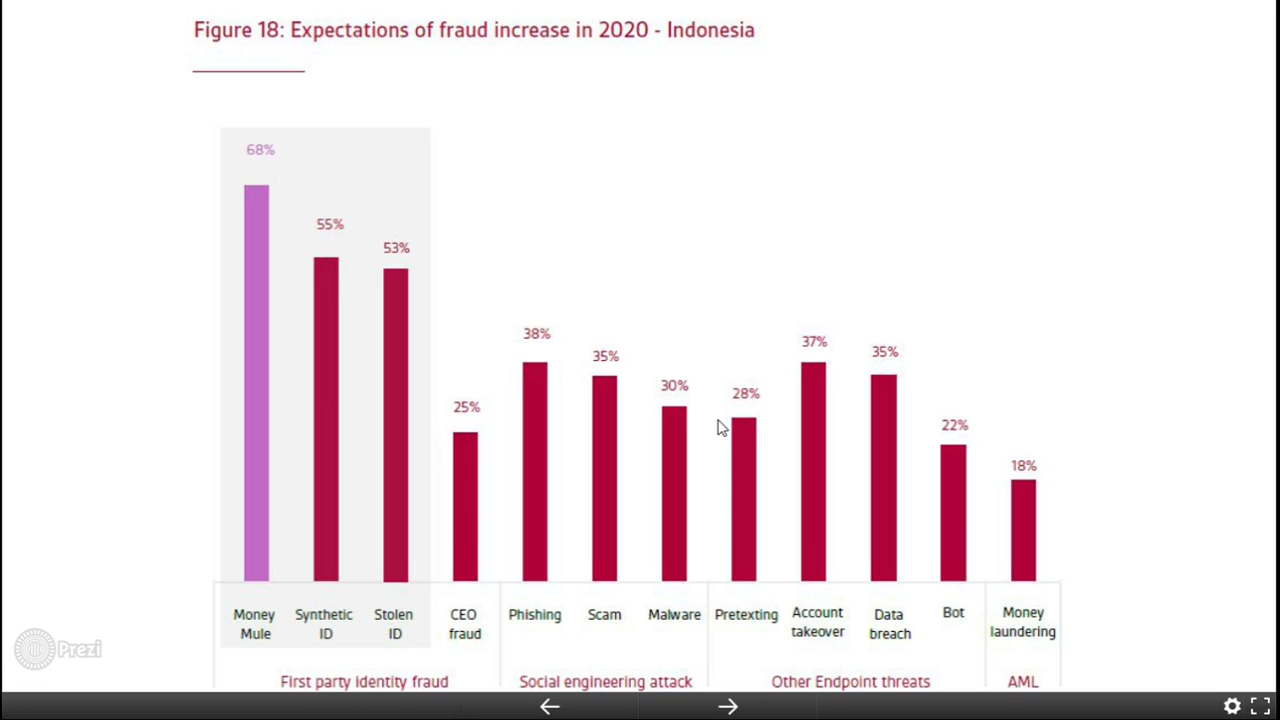 Figure 18: Expectations of fraud increase in 2020 - Indonesia
68%
55%
53%
25%
38%
35%
30%
28%
37%
35%
22%
18%
Money
Mule
Synthetic
ID
Stolen
ID
CEO
fraud
Phishing
Scam
Malware
Pretexting
Account
takeover
Data
breach
Bot
Money
laundering
First party identity fraud
Social engineering attack
Other Endpoint threats
AML
Prezi